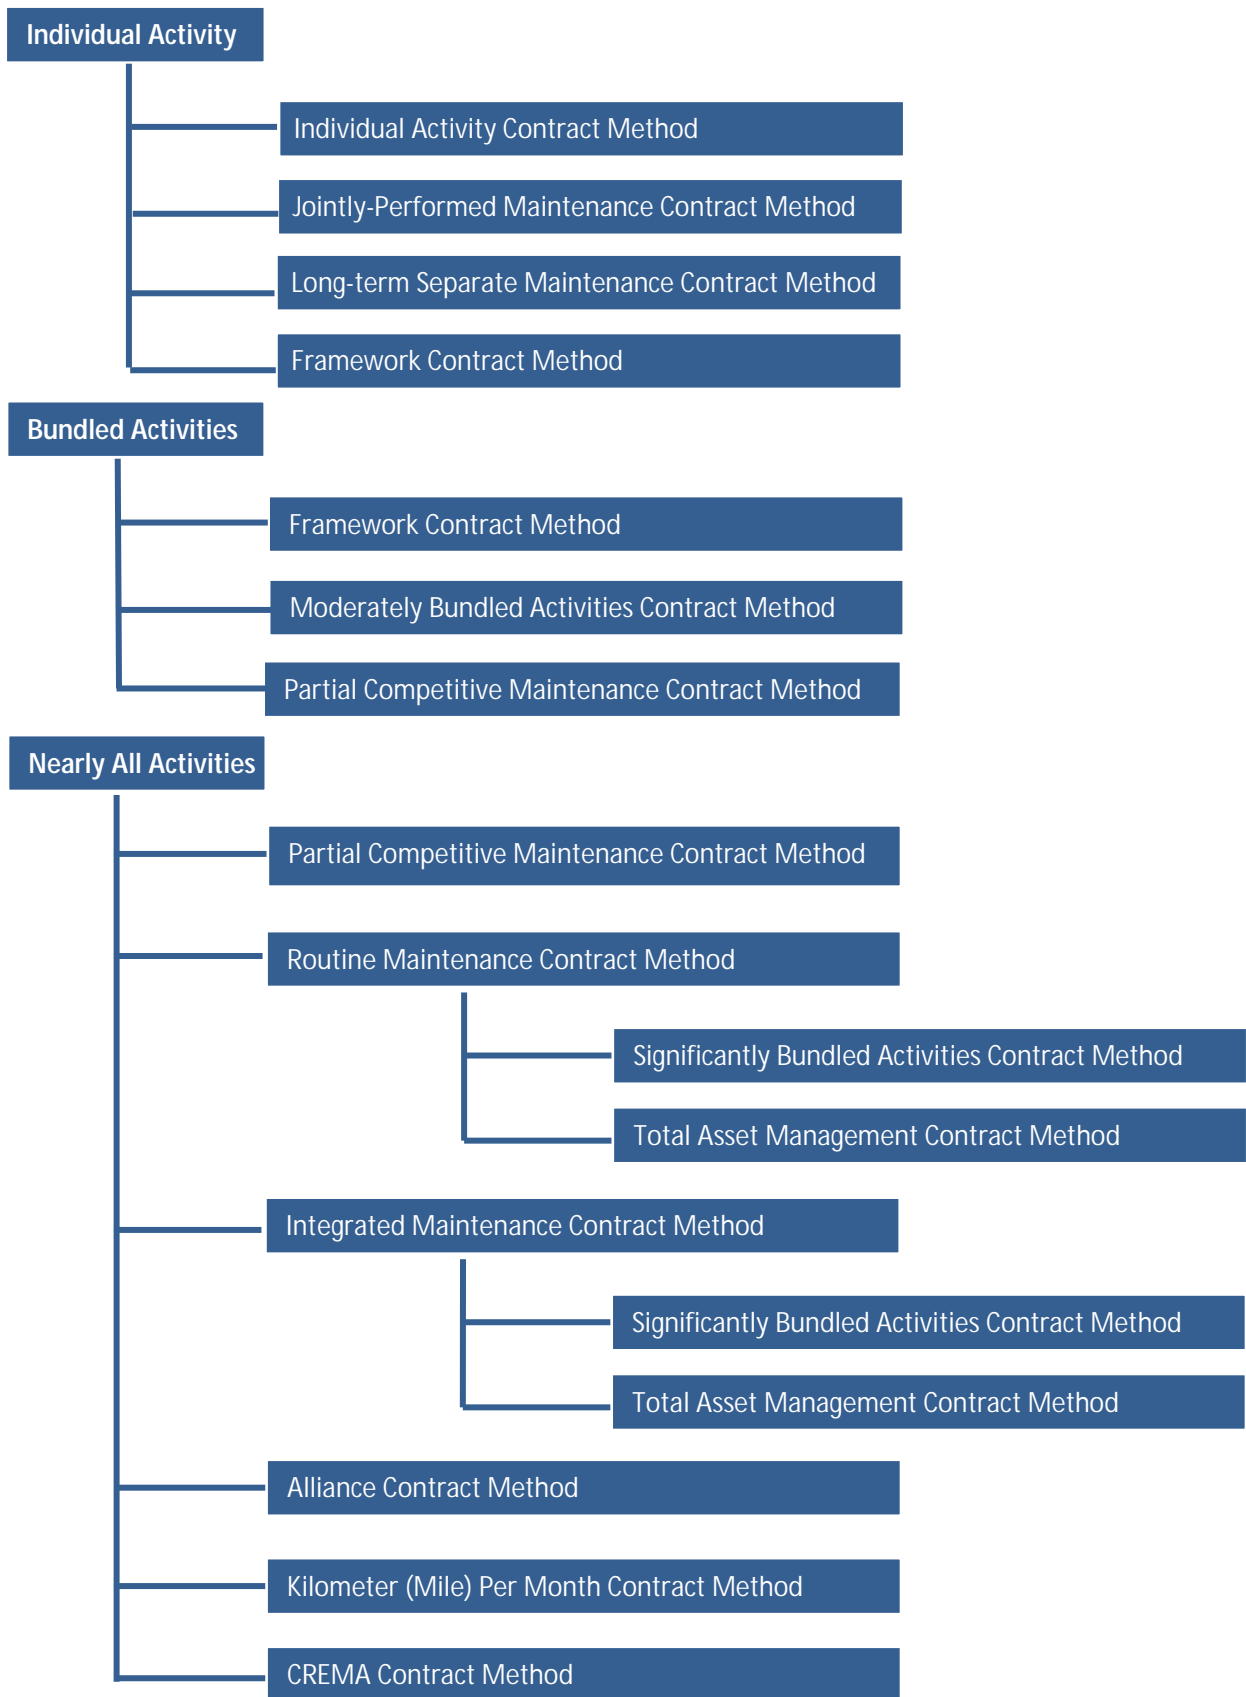 Individual Activity
Individual Activity Contract Method
Jointly-Performed Maintenance Contract Method
Long-term Separate Maintenance Contract Method
Framework Contract Method
Bundled Activities
Framework Contract Method
Moderately Bundled Activities Contract Method
Partial Competitive Maintenance Contract Method
Nearly All Activities
Partial Competitive Maintenance Contract Method
Routine Maintenance Contract Method
Significantly Bundled Activities Contract Method
Total Asset Management Contract Method
Integrated Maintenance Contract Method
Significantly Bundled Activities Contract Method
Total Asset Management Contract Method
Alliance Contract Method
Kilometer (Mile) Per Month Contract Method
CREMA Contract Method